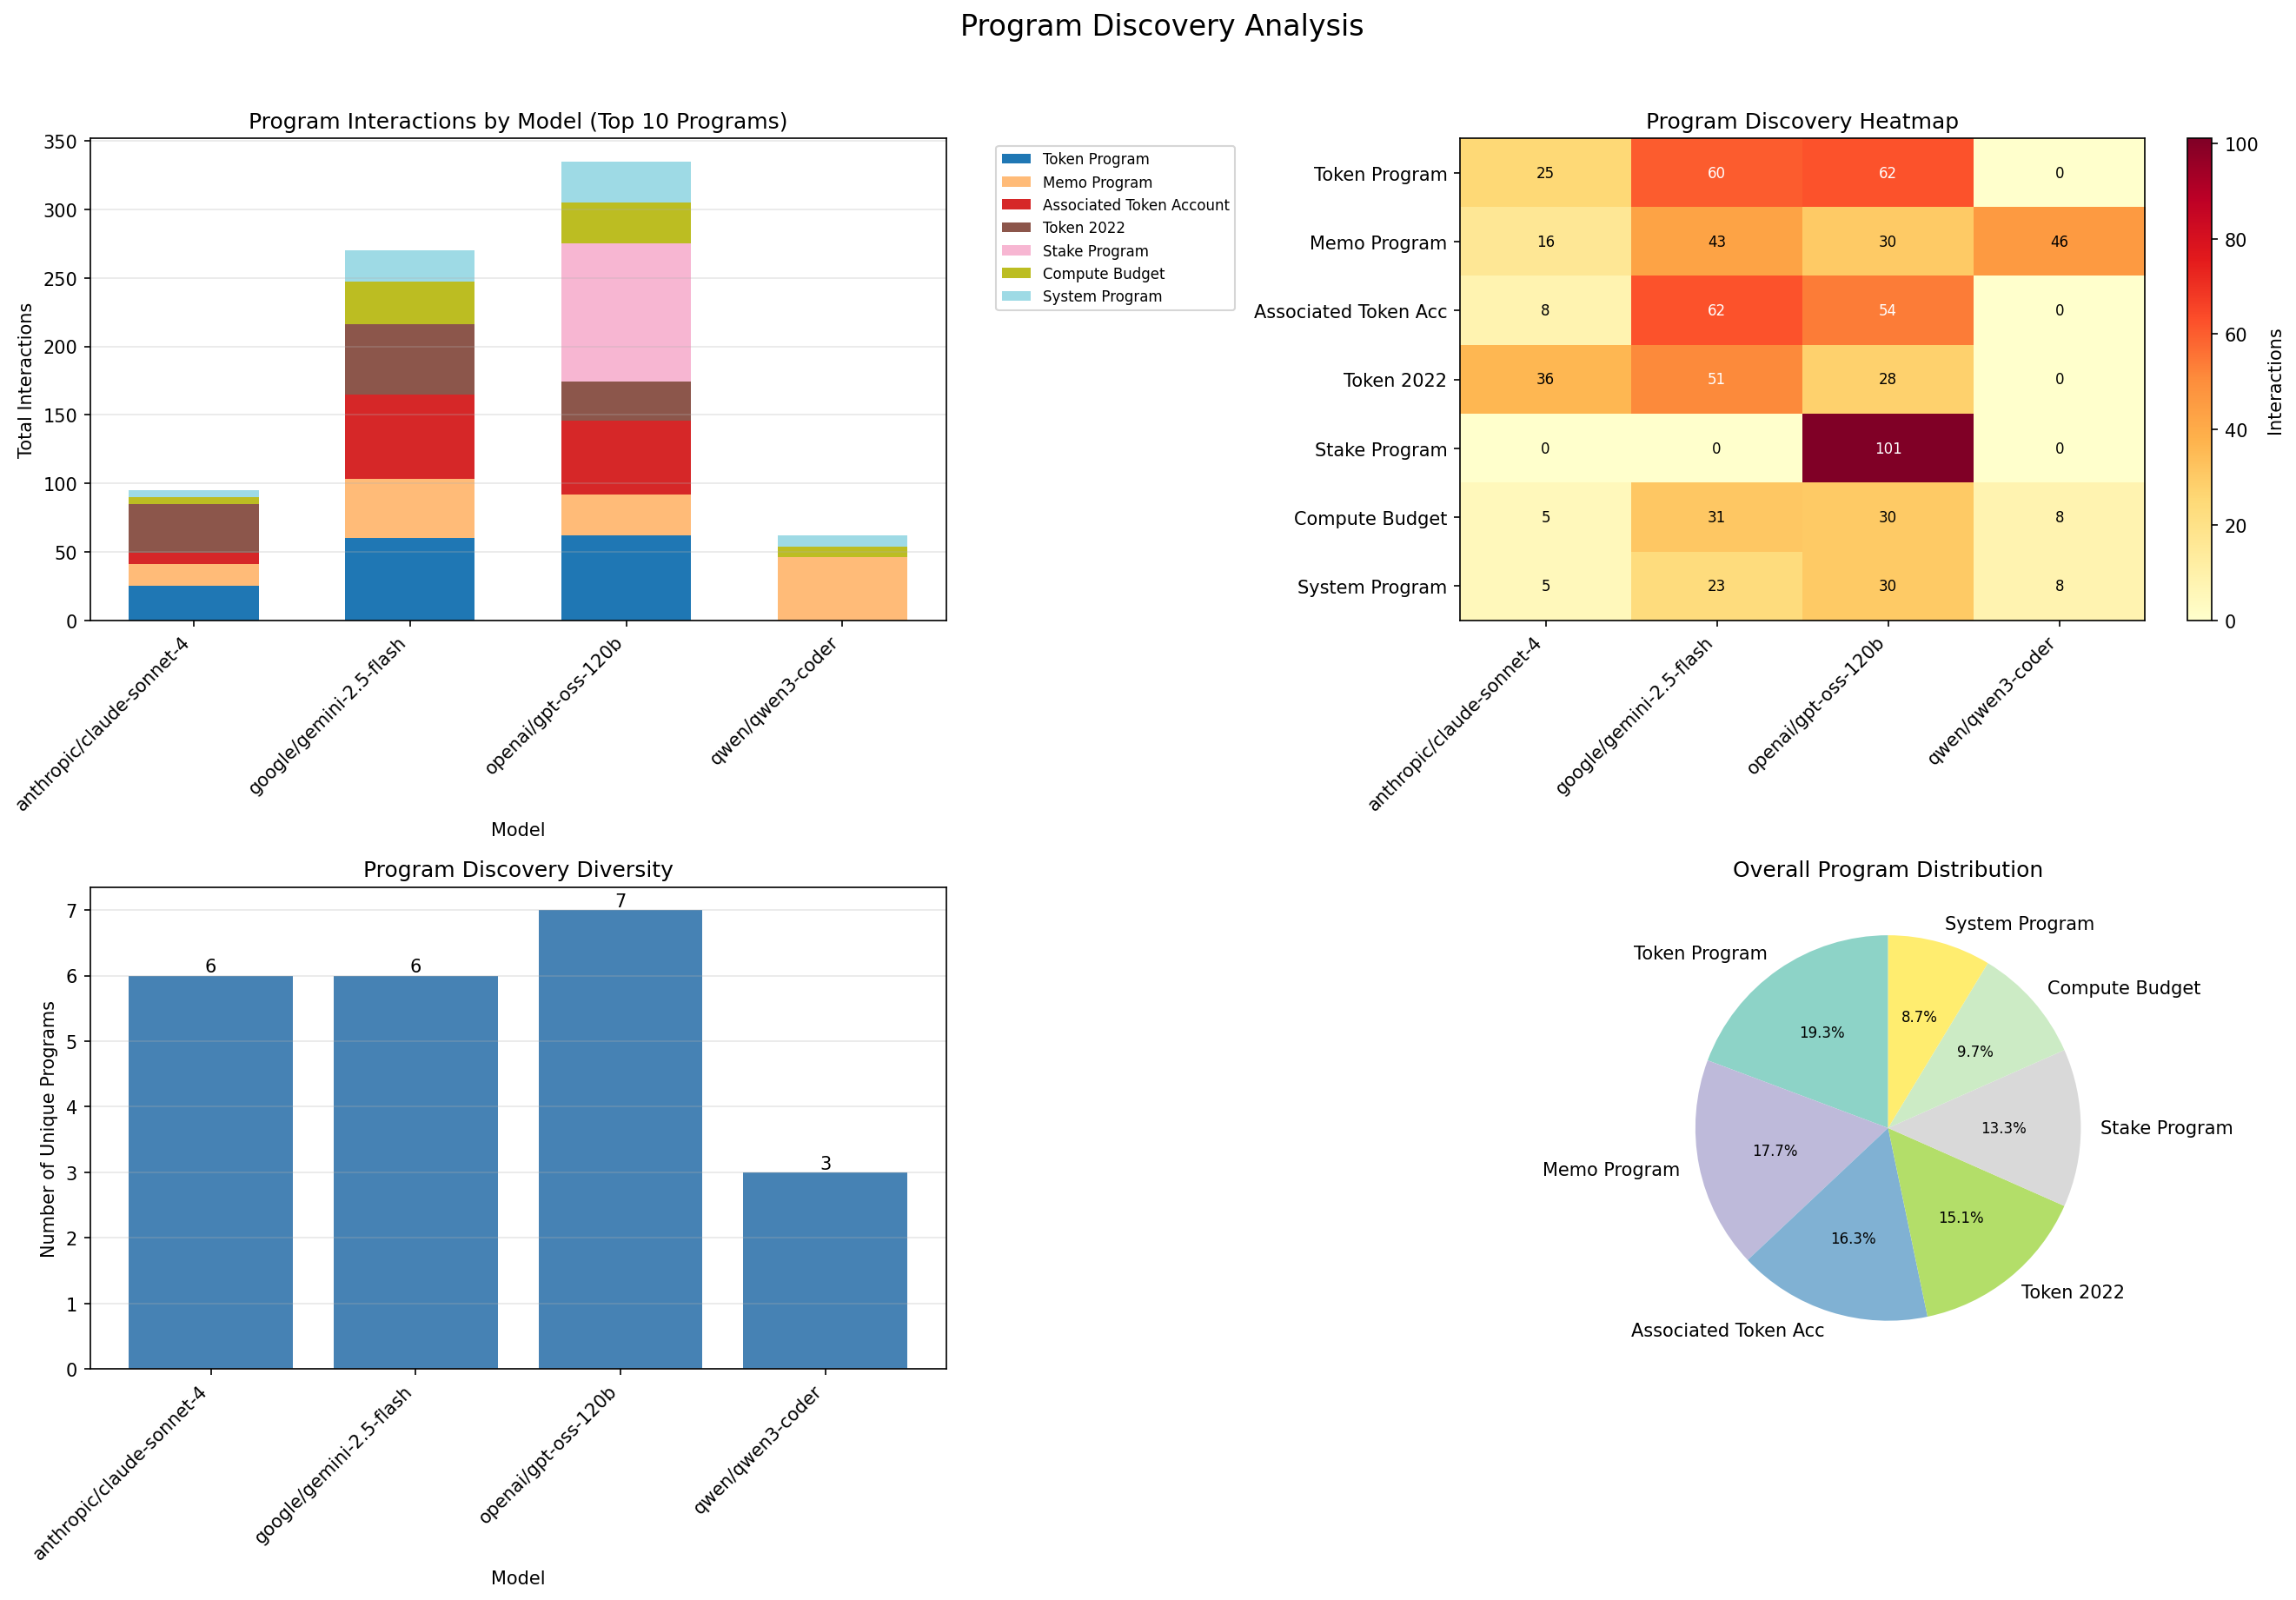 Program Discovery Analysis
Program Interactions by Model (Top 10 Programs)
350
300
250
200
150
100
50
0
Total Interactions
anthropic/claude-sonnet-4
google/gemini-2.5-flash
openai/gpt-oss-120b
qwen/qwen3-coder
Model
Token Program
Memo Program
Associated Token Account
Token 2022
Stake Program
Compute Budget
System Program
Program Discovery Heatmap
Token Program 25 60 62 0
Memo Program 16 43 30 46
Associated Token Acc 8 62 54 0
Token 2022 36 51 28 0
Stake Program 0 0 101 0
Compute Budget 5 31 30 8
System Program 5 23 30 8
anthropic/claude-sonnet-4
google/gemini-2.5-flash
openai/gpt-oss-120b
qwen/qwen3-coder
100
80
60
40
20
0
Interactions
Program Discovery Diversity
7
6
5
4
3
2
1
0
Number of Unique Programs
6
6
7
3
anthropic/claude-sonnet-4
google/gemini-2.5-flash
openai/gpt-oss-120b
qwen/qwen3-coder
Model
Overall Program Distribution
Token Program
19.3%
Memo Program
17.7%
Associated Token Acc
16.3%
Token 2022
15.1%
Stake Program
13.3%
Compute Budget
9.7%
System Program
8.7%